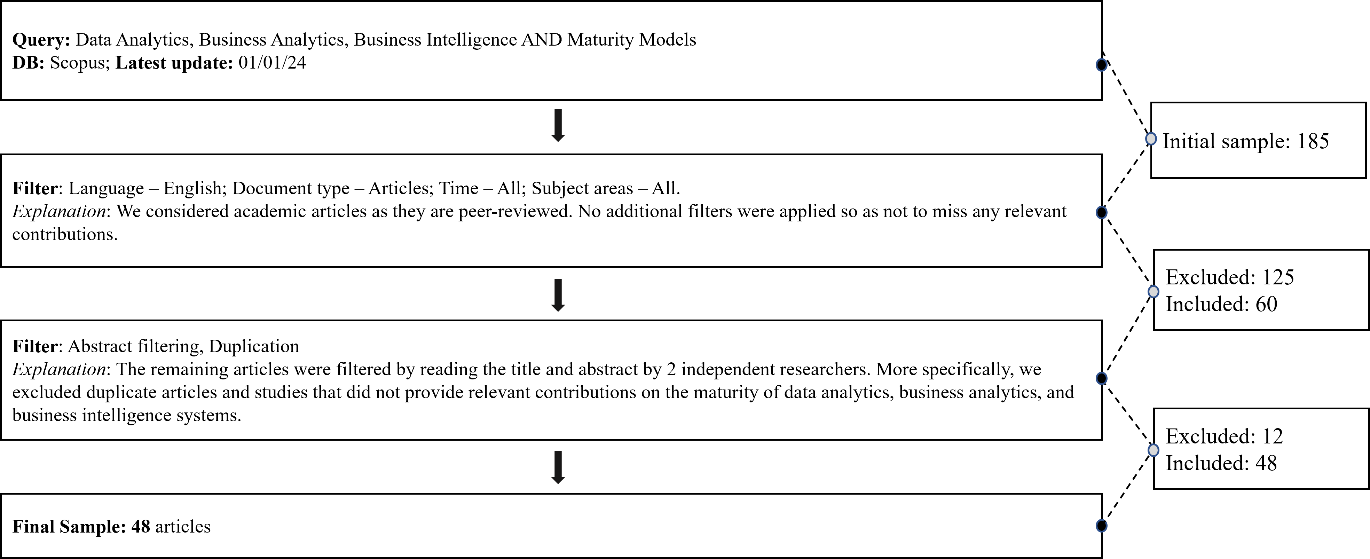 Query: Data Analytics, Business Analytics, Business Intelligence AND Maturity Models
DB: Scopus; Latest update: 01/01/24
Initial sample: 185
Filter: Language – English; Document type – Articles; Time – All; Subject areas – All.
Explanation: We considered academic articles as they are peer-reviewed. No additional filters were applied so as not to miss any relevant
contributions.
Excluded: 125
Included: 60
Filter: Abstract filtering, Duplication
Explanation: The remaining articles were filtered by reading the title and abstract by 2 independent researchers. More specifically, we
excluded duplicate articles and studies that did not provide relevant contributions on the maturity of data analytics, business analytics, and
business intelligence systems.
Excluded: 12
Included: 48
Final Sample: 48 articles